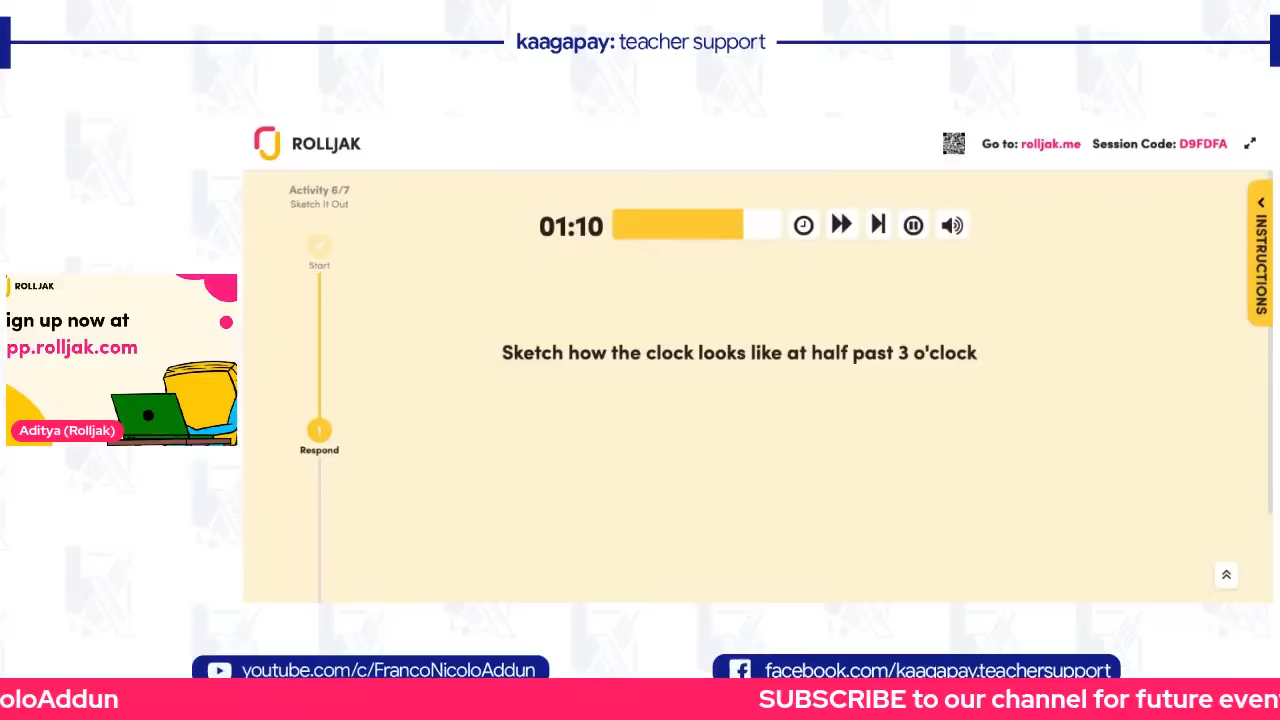 kaagapay: teacher support
ROLLJAK
Go to: rolljak.me Session Code: D9FDFA
Activity 6/7
Sketch It Out
01:10
Start
INSTRUCTIONS
ROLLJAK
ign up now at
pp.rolljak.com
Aditya (Rolljak)
Sketch how the clock looks like at half past 3 o'clock
1
Respond
youtube.com/c/FrancoNicoloAddun
facebook.com/kaagapay.teachersupport
oloAddun
SUBSCRIBE to our channel for future even